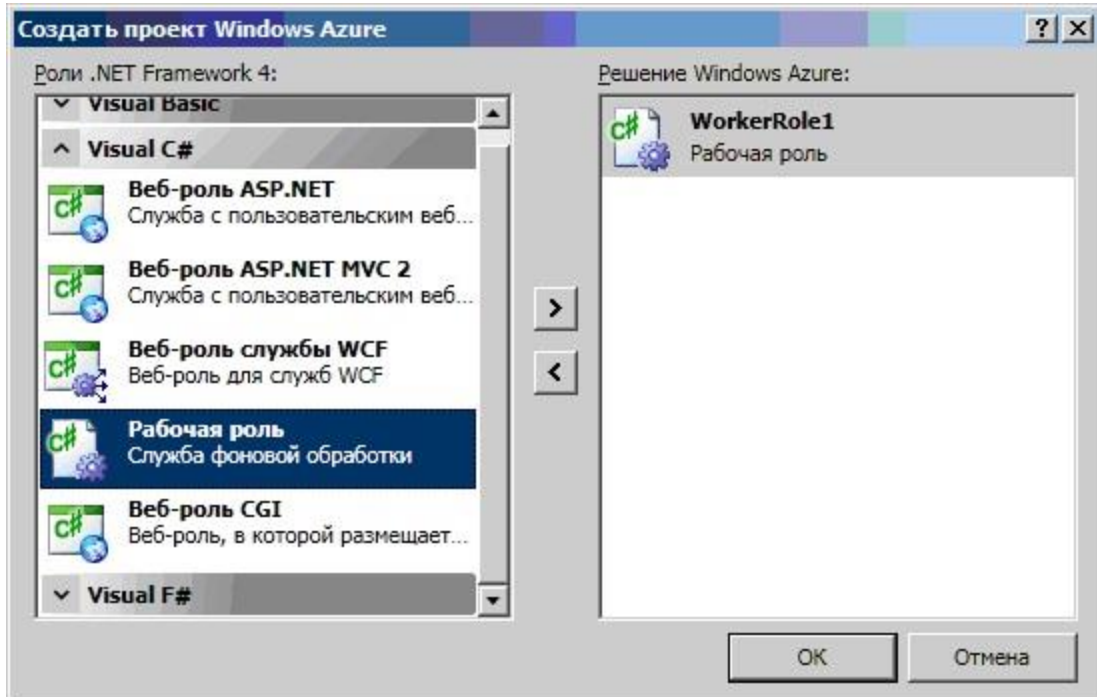 Создать проект Windows Azure
Роли .NET Framework 4:
Visual Basic
Visual C#
Веб-роль ASP.NET
Служба с пользовательским веб...
Веб-роль ASP.NET MVC 2
Служба с пользовательским веб...
Веб-роль службы WCF
Веб-роль для служб WCF
Рабочая роль
Служба фоновой обработки
Веб-роль CGI
Веб-роль, в которой размещает...
Visual F#
Решение Windows Azure:
WorkerRole1
Рабочая роль
OK
Отмена